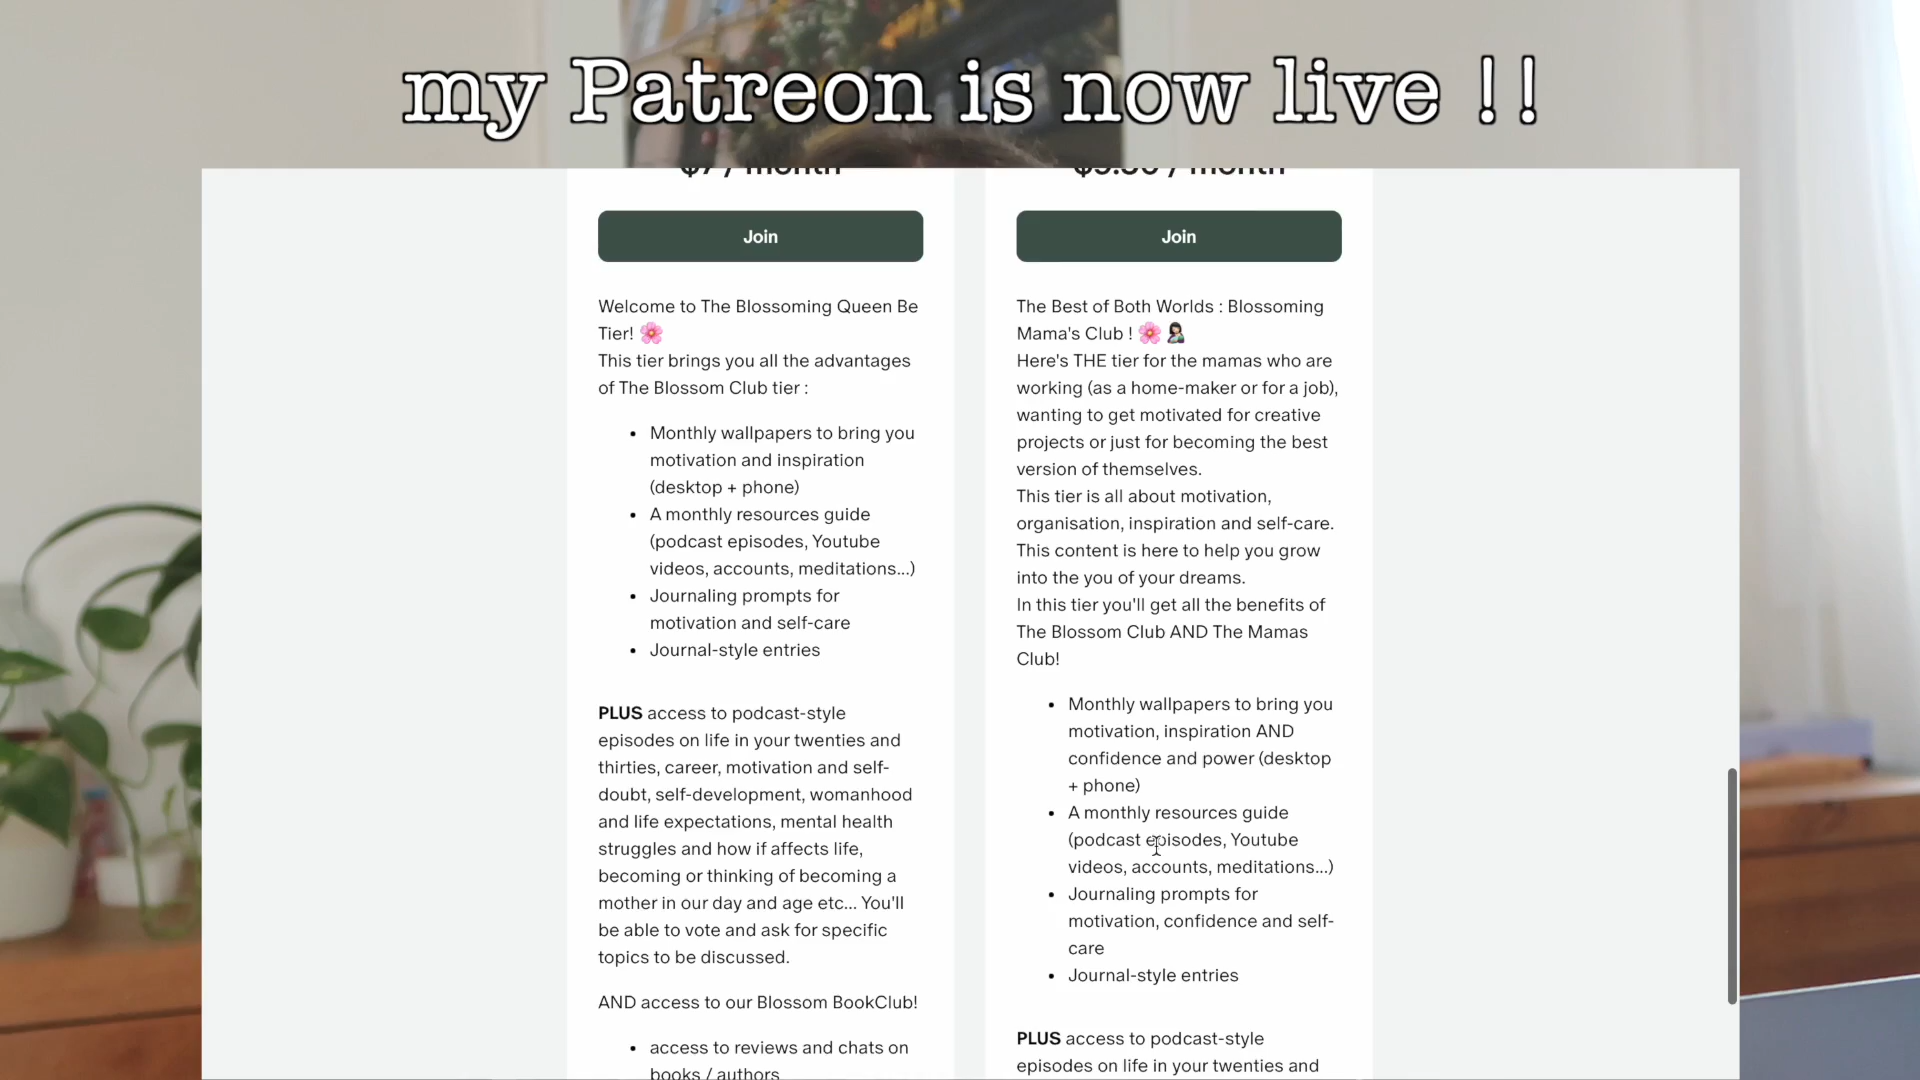 my Patreon is now live !!
$7 / month
Join
Welcome to The Blossoming Queen Be
Tier! 🌸
This tier brings you all the advantages
of The Blossom Club tier :
• Monthly wallpapers to bring you
motivation and inspiration
(desktop + phone)
• A monthly resources guide
(podcast episodes, Youtube
videos, accounts, meditations...)
• Journaling prompts for
motivation and self-care
• Journal-style entries
PLUS access to podcast-style
episodes on life in your twenties and
thirties, career, motivation and self-
doubt, self-development, womanhood
and life expectations, mental health
struggles and how if affects life,
becoming or thinking of becoming a
mother in our day and age etc... You'll
be able to vote and ask for specific
topics to be discussed.
AND access to our Blossom BookClub!
• access to reviews and chats on
books / authors
/ month
Join
The Best of Both Worlds : Blossoming
Mama's Club ! 🌸 🤱
Here's THE tier for the mamas who are
working (as a home-maker or for a job),
wanting to get motivated for creative
projects or just for becoming the best
version of themselves.
This tier is all about motivation,
organisation, inspiration and self-care.
This content is here to help you grow
into the you of your dreams.
In this tier you'll get all the benefits of
The Blossom Club AND The Mamas
Club!
• Monthly wallpapers to bring you
motivation, inspiration AND
confidence and power (desktop
+ phone)
• A monthly resources guide
(podcast episodes, Youtube
videos, accounts, meditations...)
• Journaling prompts for
motivation, confidence and self-
care
• Journal-style entries
PLUS access to podcast-style
episodes on life in your twenties and